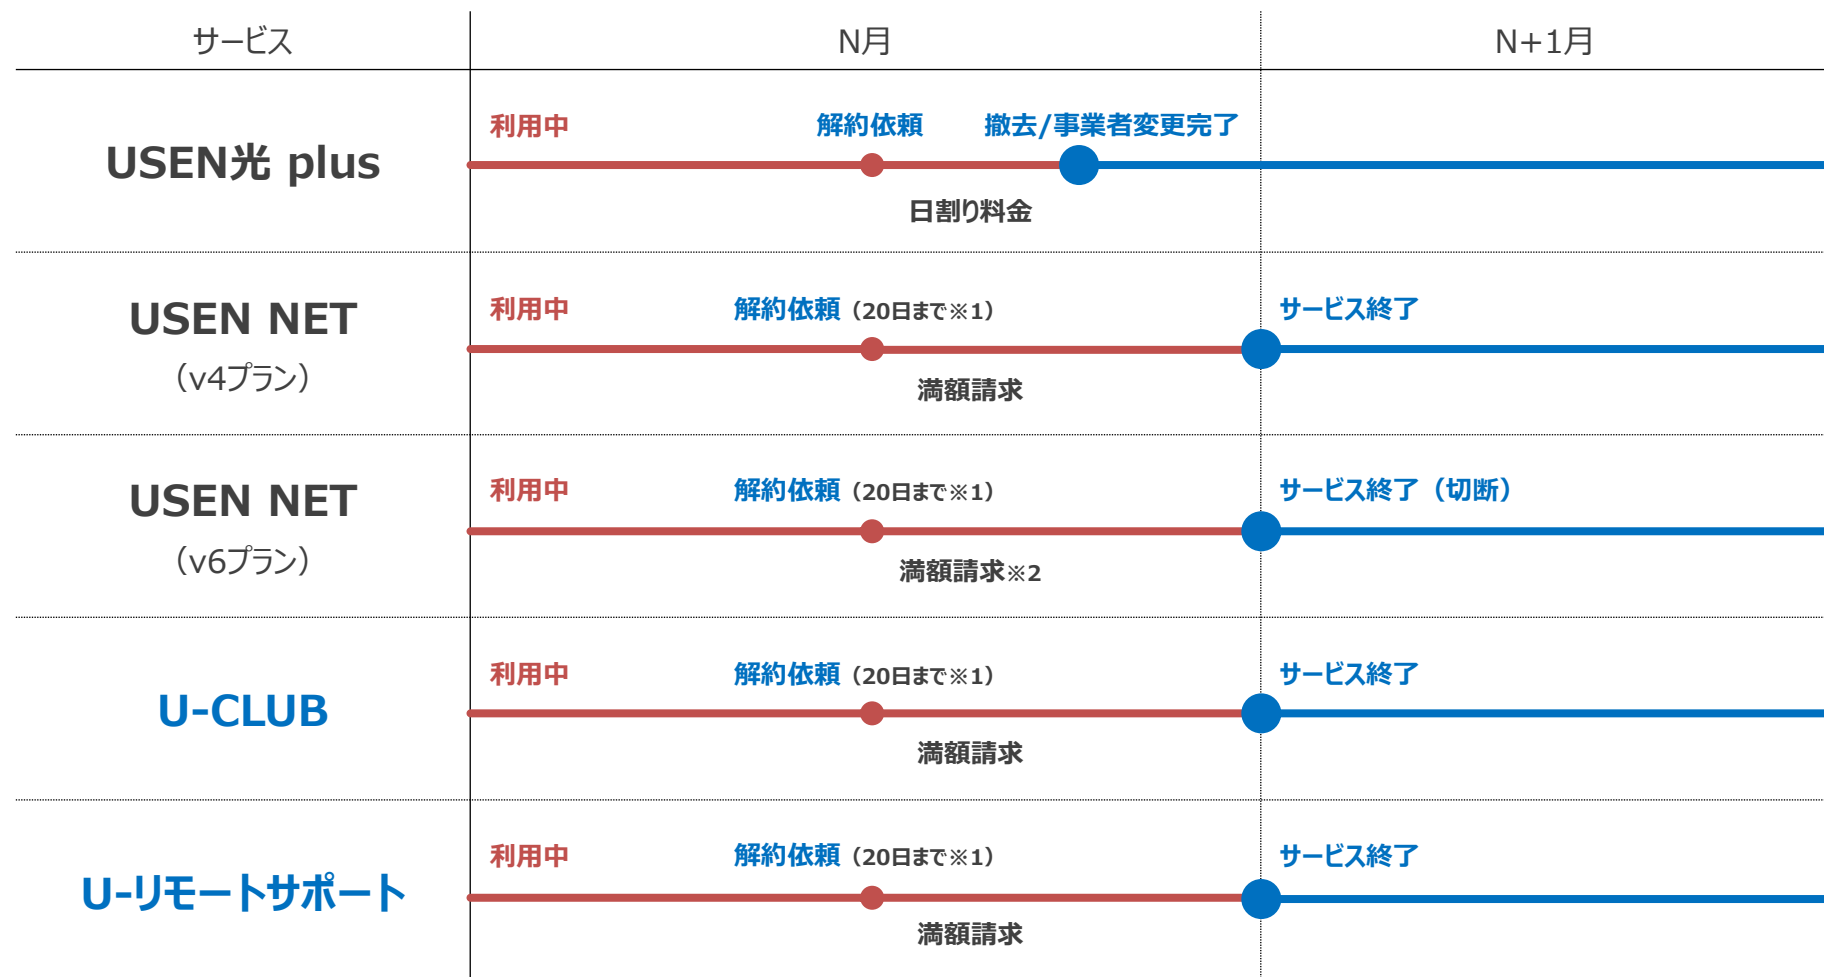 サービス
N月
N+1月
利用中
解約依頼
撤去/事業者変更完了
USEN光 plus
日割り料金
利用中
解約依頼（20日まで※1）
サービス終了
USEN NET
（v4プラン）
満額請求
利用中
解約依頼（20日まで※1）
サービス終了（切断）
USEN NET
（v6プラン）
満額請求※2
利用中
解約依頼（20日まで※1）
サービス終了
U-CLUB
満額請求
利用中
解約依頼（20日まで※1）
サービス終了
U-リモートサポート
満額請求